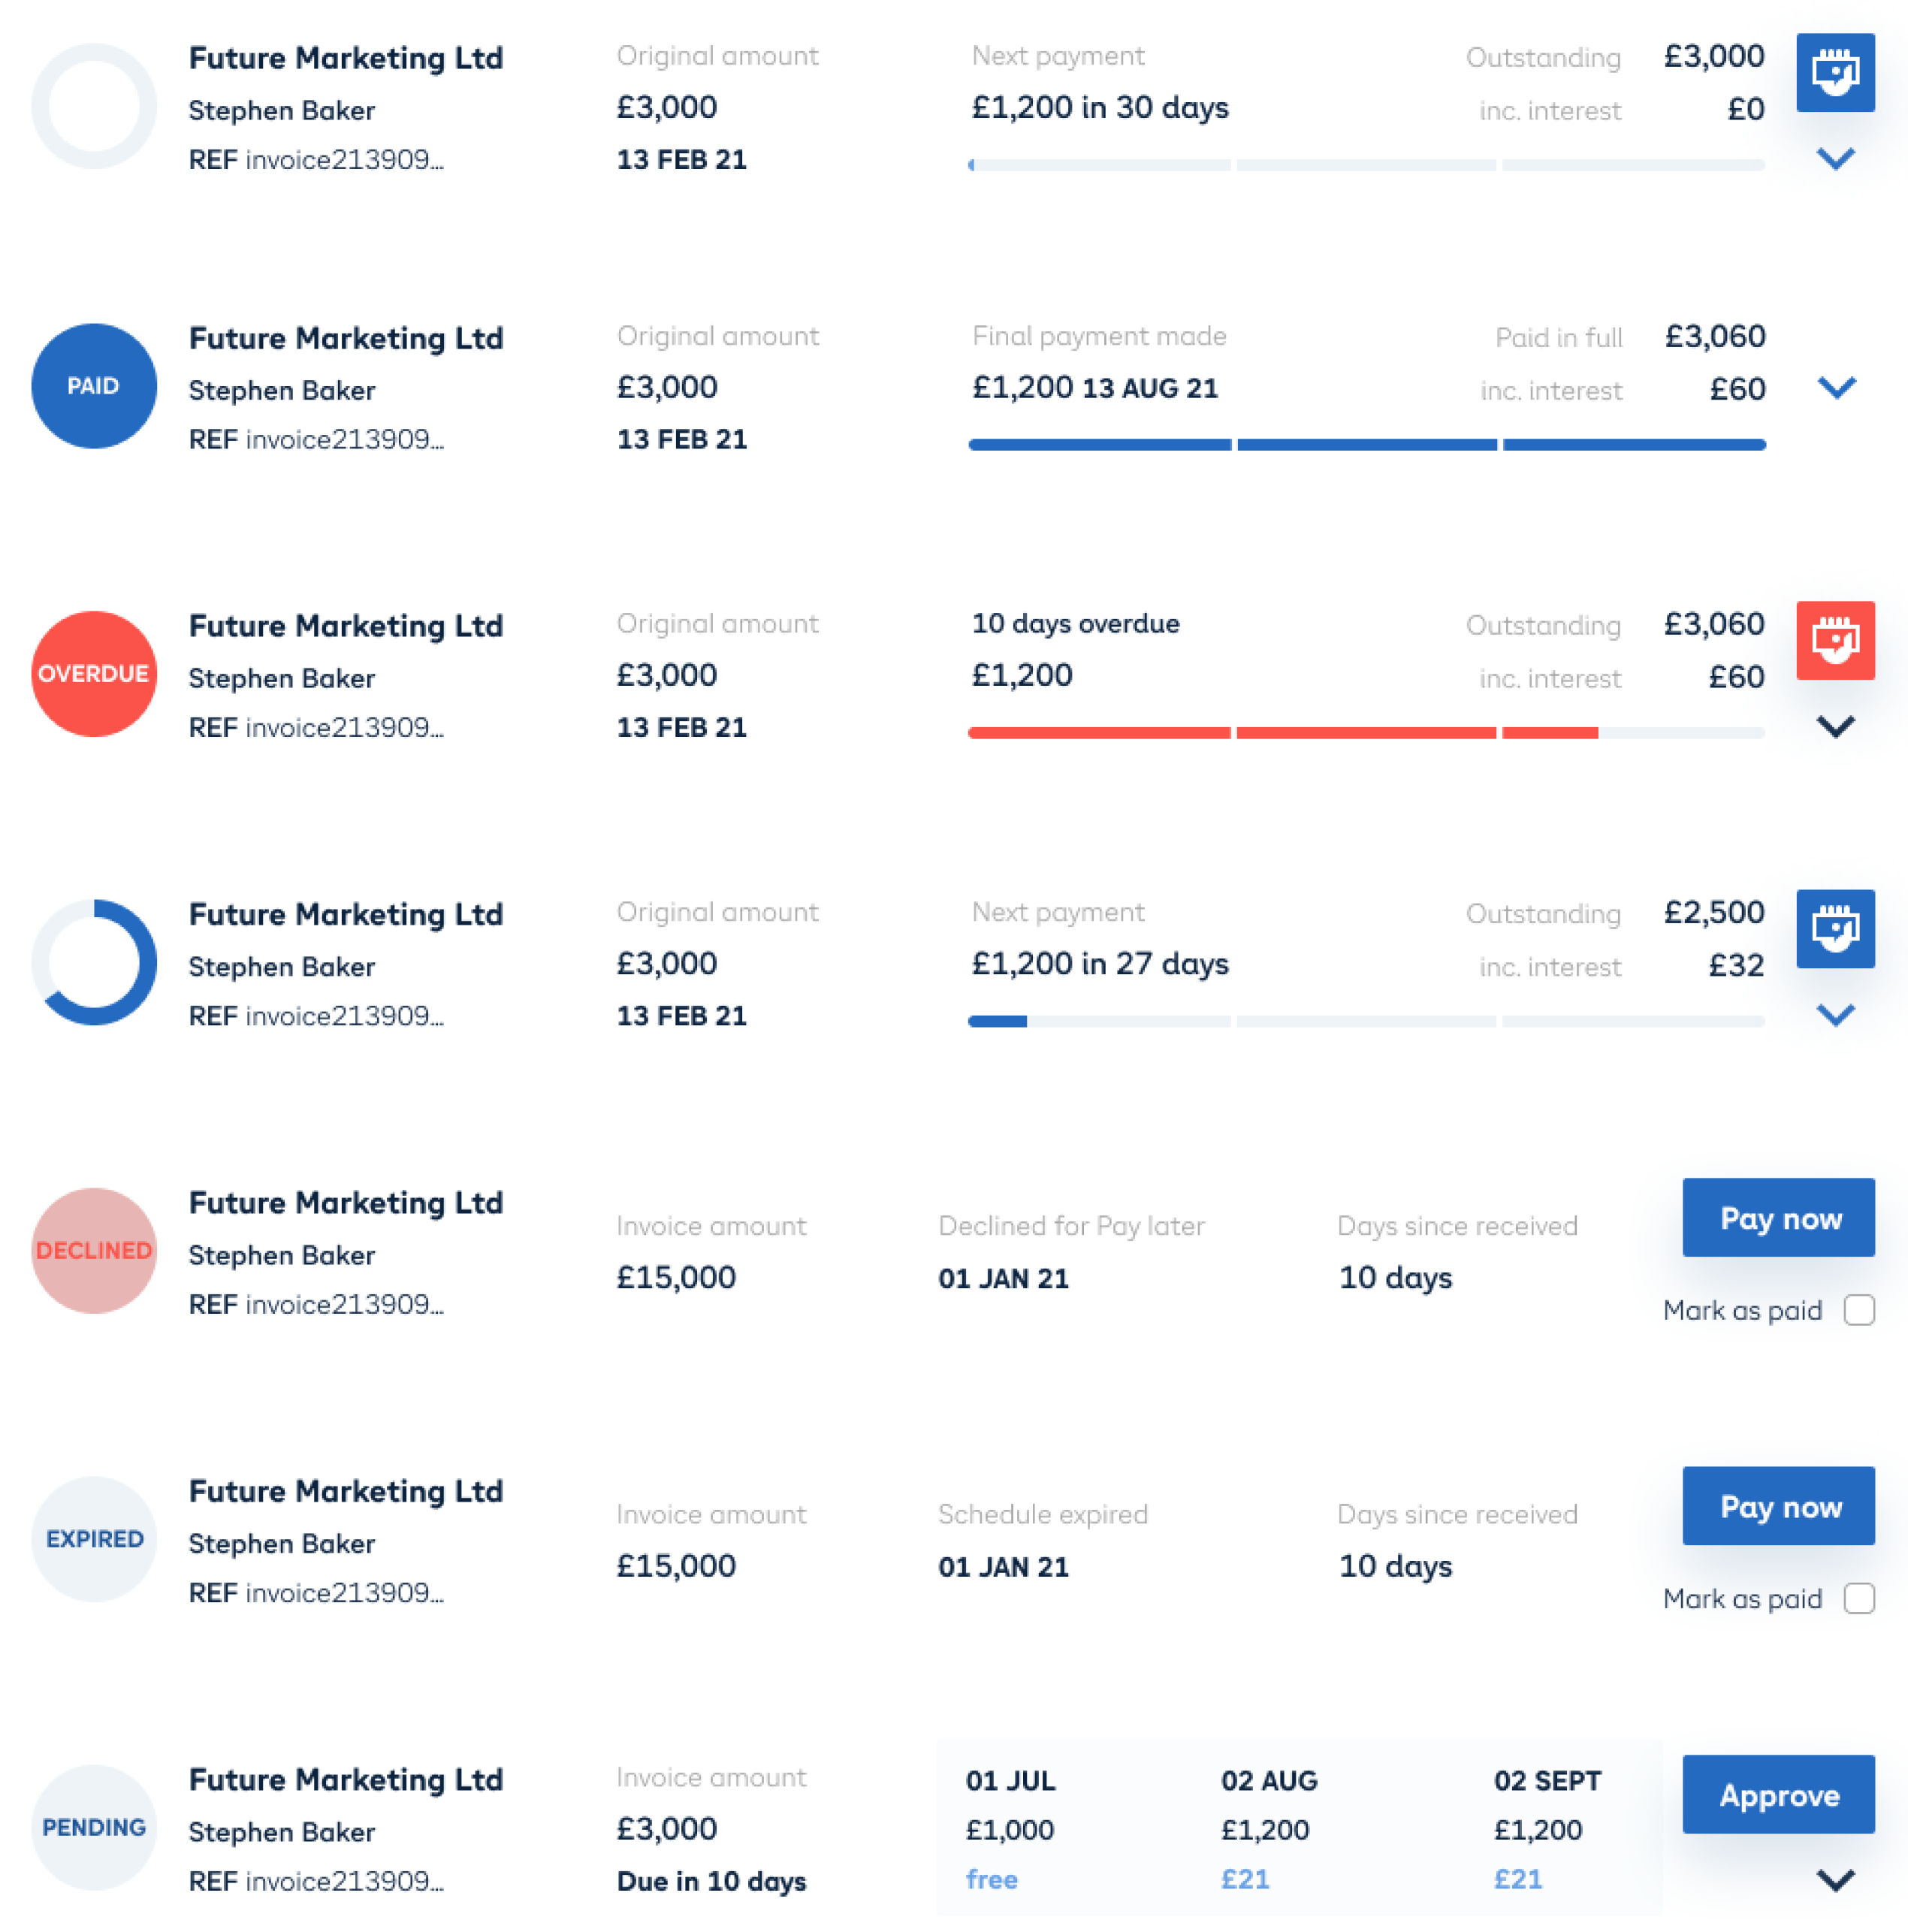 Future Marketing Ltd
Stephen Baker
REF invoice213909...
Original amount
£3,000
13 FEB 21
Next payment
£1,200 in 30 days
Outstanding £3,000
inc. interest £0
PAID
Future Marketing Ltd
Stephen Baker
REF invoice213909...
Original amount
£3,000
13 FEB 21
Final payment made
£1,200 13 AUG 21
Paid in full £3,060
inc. interest £60
OVERDUE
Future Marketing Ltd
Stephen Baker
REF invoice213909...
Original amount
£3,000
13 FEB 21
10 days overdue
£1,200
Outstanding £3,060
inc. interest £60
Future Marketing Ltd
Stephen Baker
REF invoice213909...
Original amount
£3,000
13 FEB 21
Next payment
£1,200 in 27 days
Outstanding £2,500
inc. interest £32
DECLINED
Future Marketing Ltd
Stephen Baker
REF invoice213909...
Invoice amount
£15,000
Declined for Pay later
01 JAN 21
Days since received
10 days
Pay now
Mark as paid
EXPIRED
Future Marketing Ltd
Stephen Baker
REF invoice213909...
Invoice amount
£15,000
Schedule expired
01 JAN 21
Days since received
10 days
Pay now
Mark as paid
PENDING
Future Marketing Ltd
Stephen Baker
REF invoice213909...
Invoice amount
£3,000
Due in 10 days
01 JUL
£1,000
free
02 AUG
£1,200
£21
02 SEPT
£1,200
£21
Approve